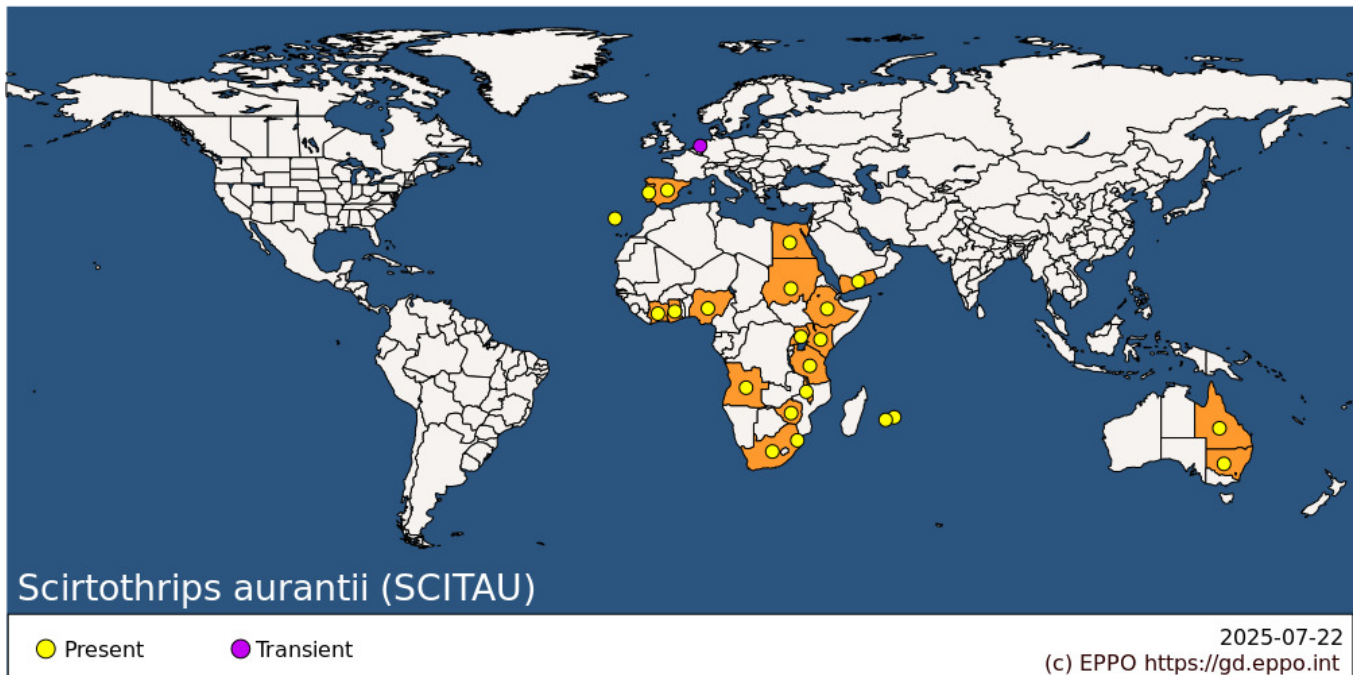 Scirtothrips aurantii (SCITAU)
Present
Transient
2025-07-22
(c) EPPO https://gd.eppo.int